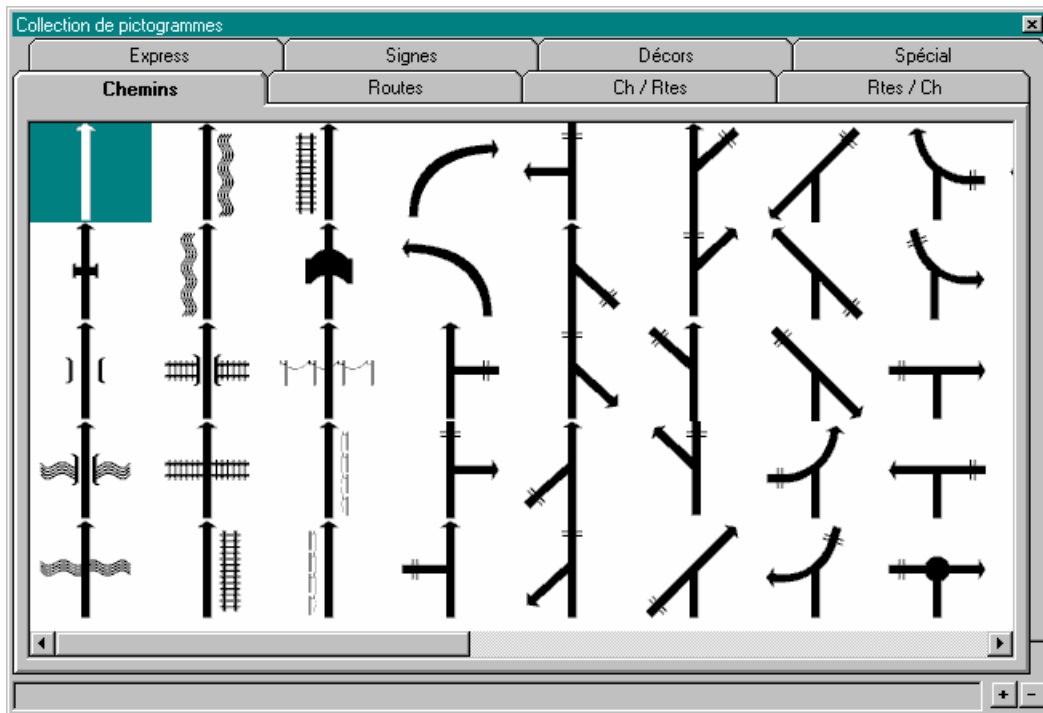 Collection de pictogrammes
Express Signes Décors Spécial
Chemins Routes Ch / Rtes Rtes / Ch
+ -